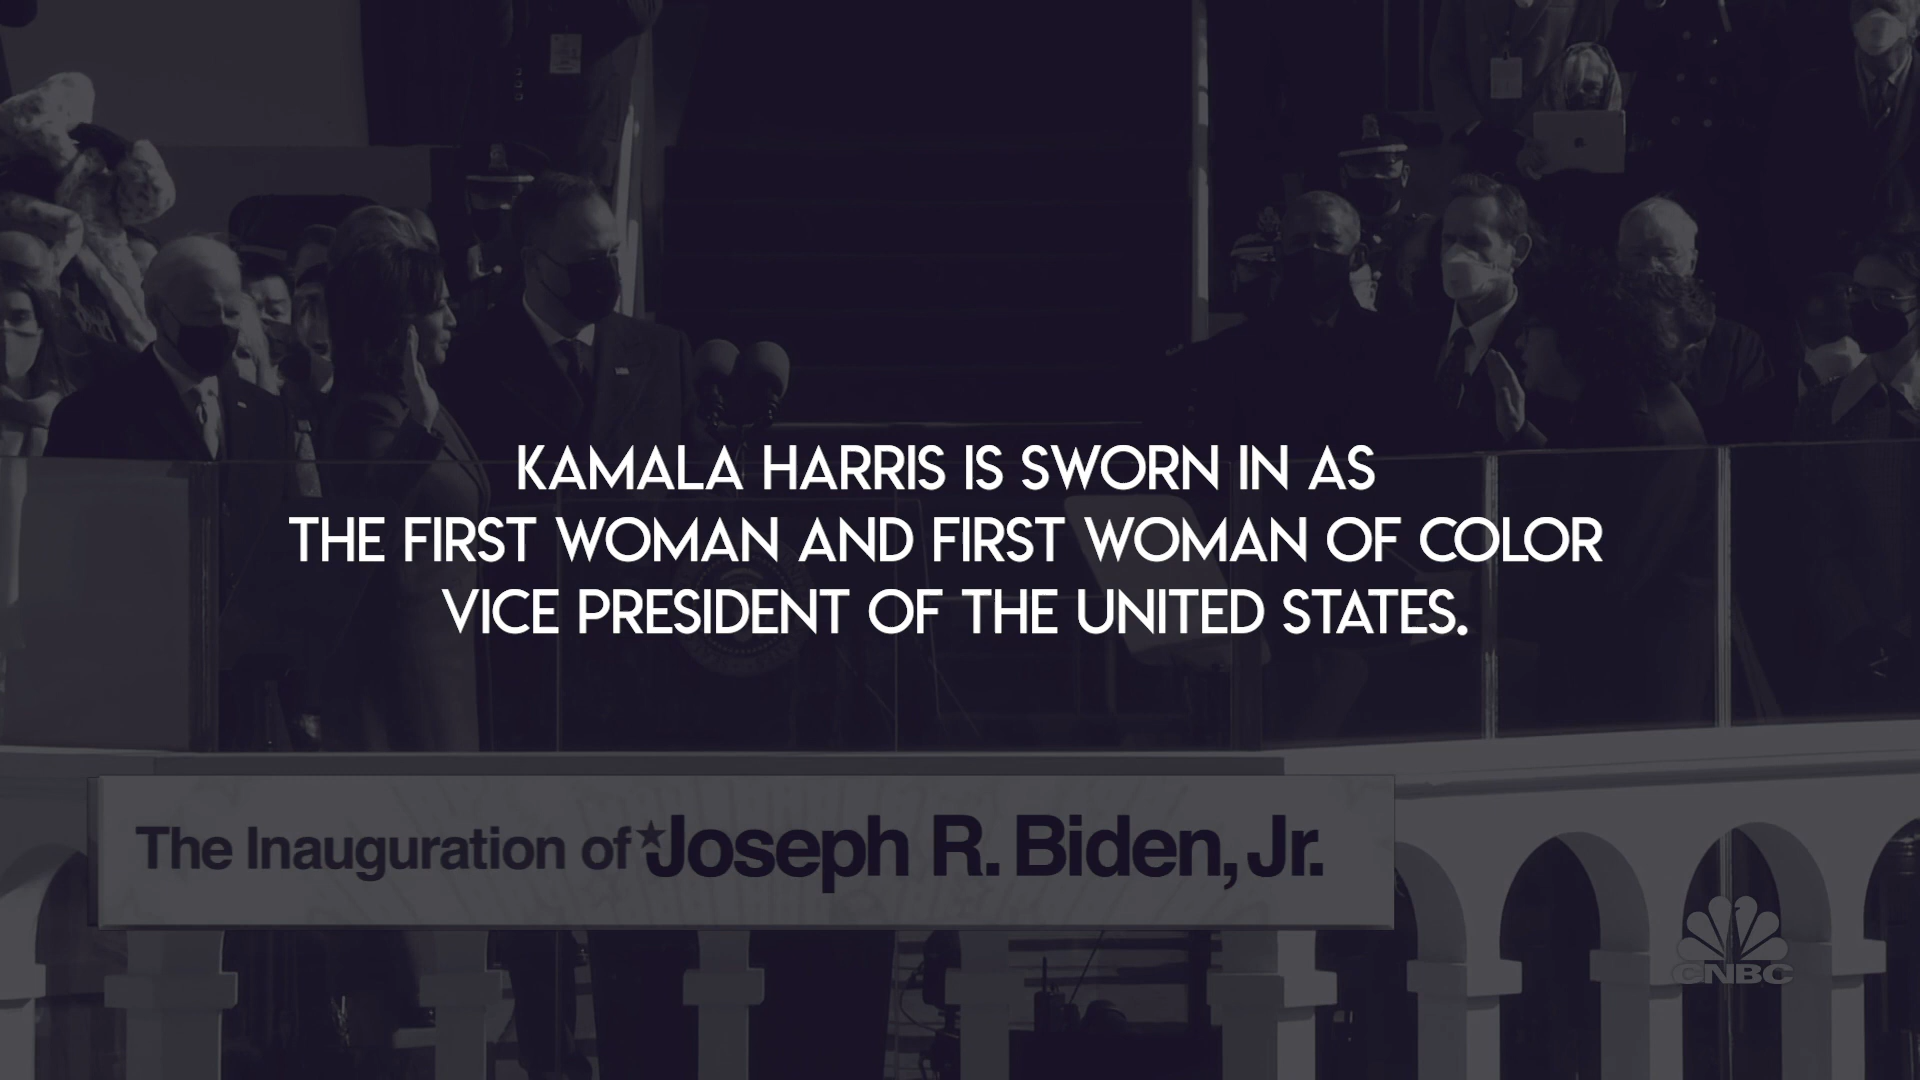 KAMALA HARRIS IS SWORN IN AS
THE FIRST WOMAN AND FIRST WOMAN OF COLOR
VICE PRESIDENT OF THE UNITED STATES.
The Inauguration of Joseph R. Biden, Jr.
CNBC